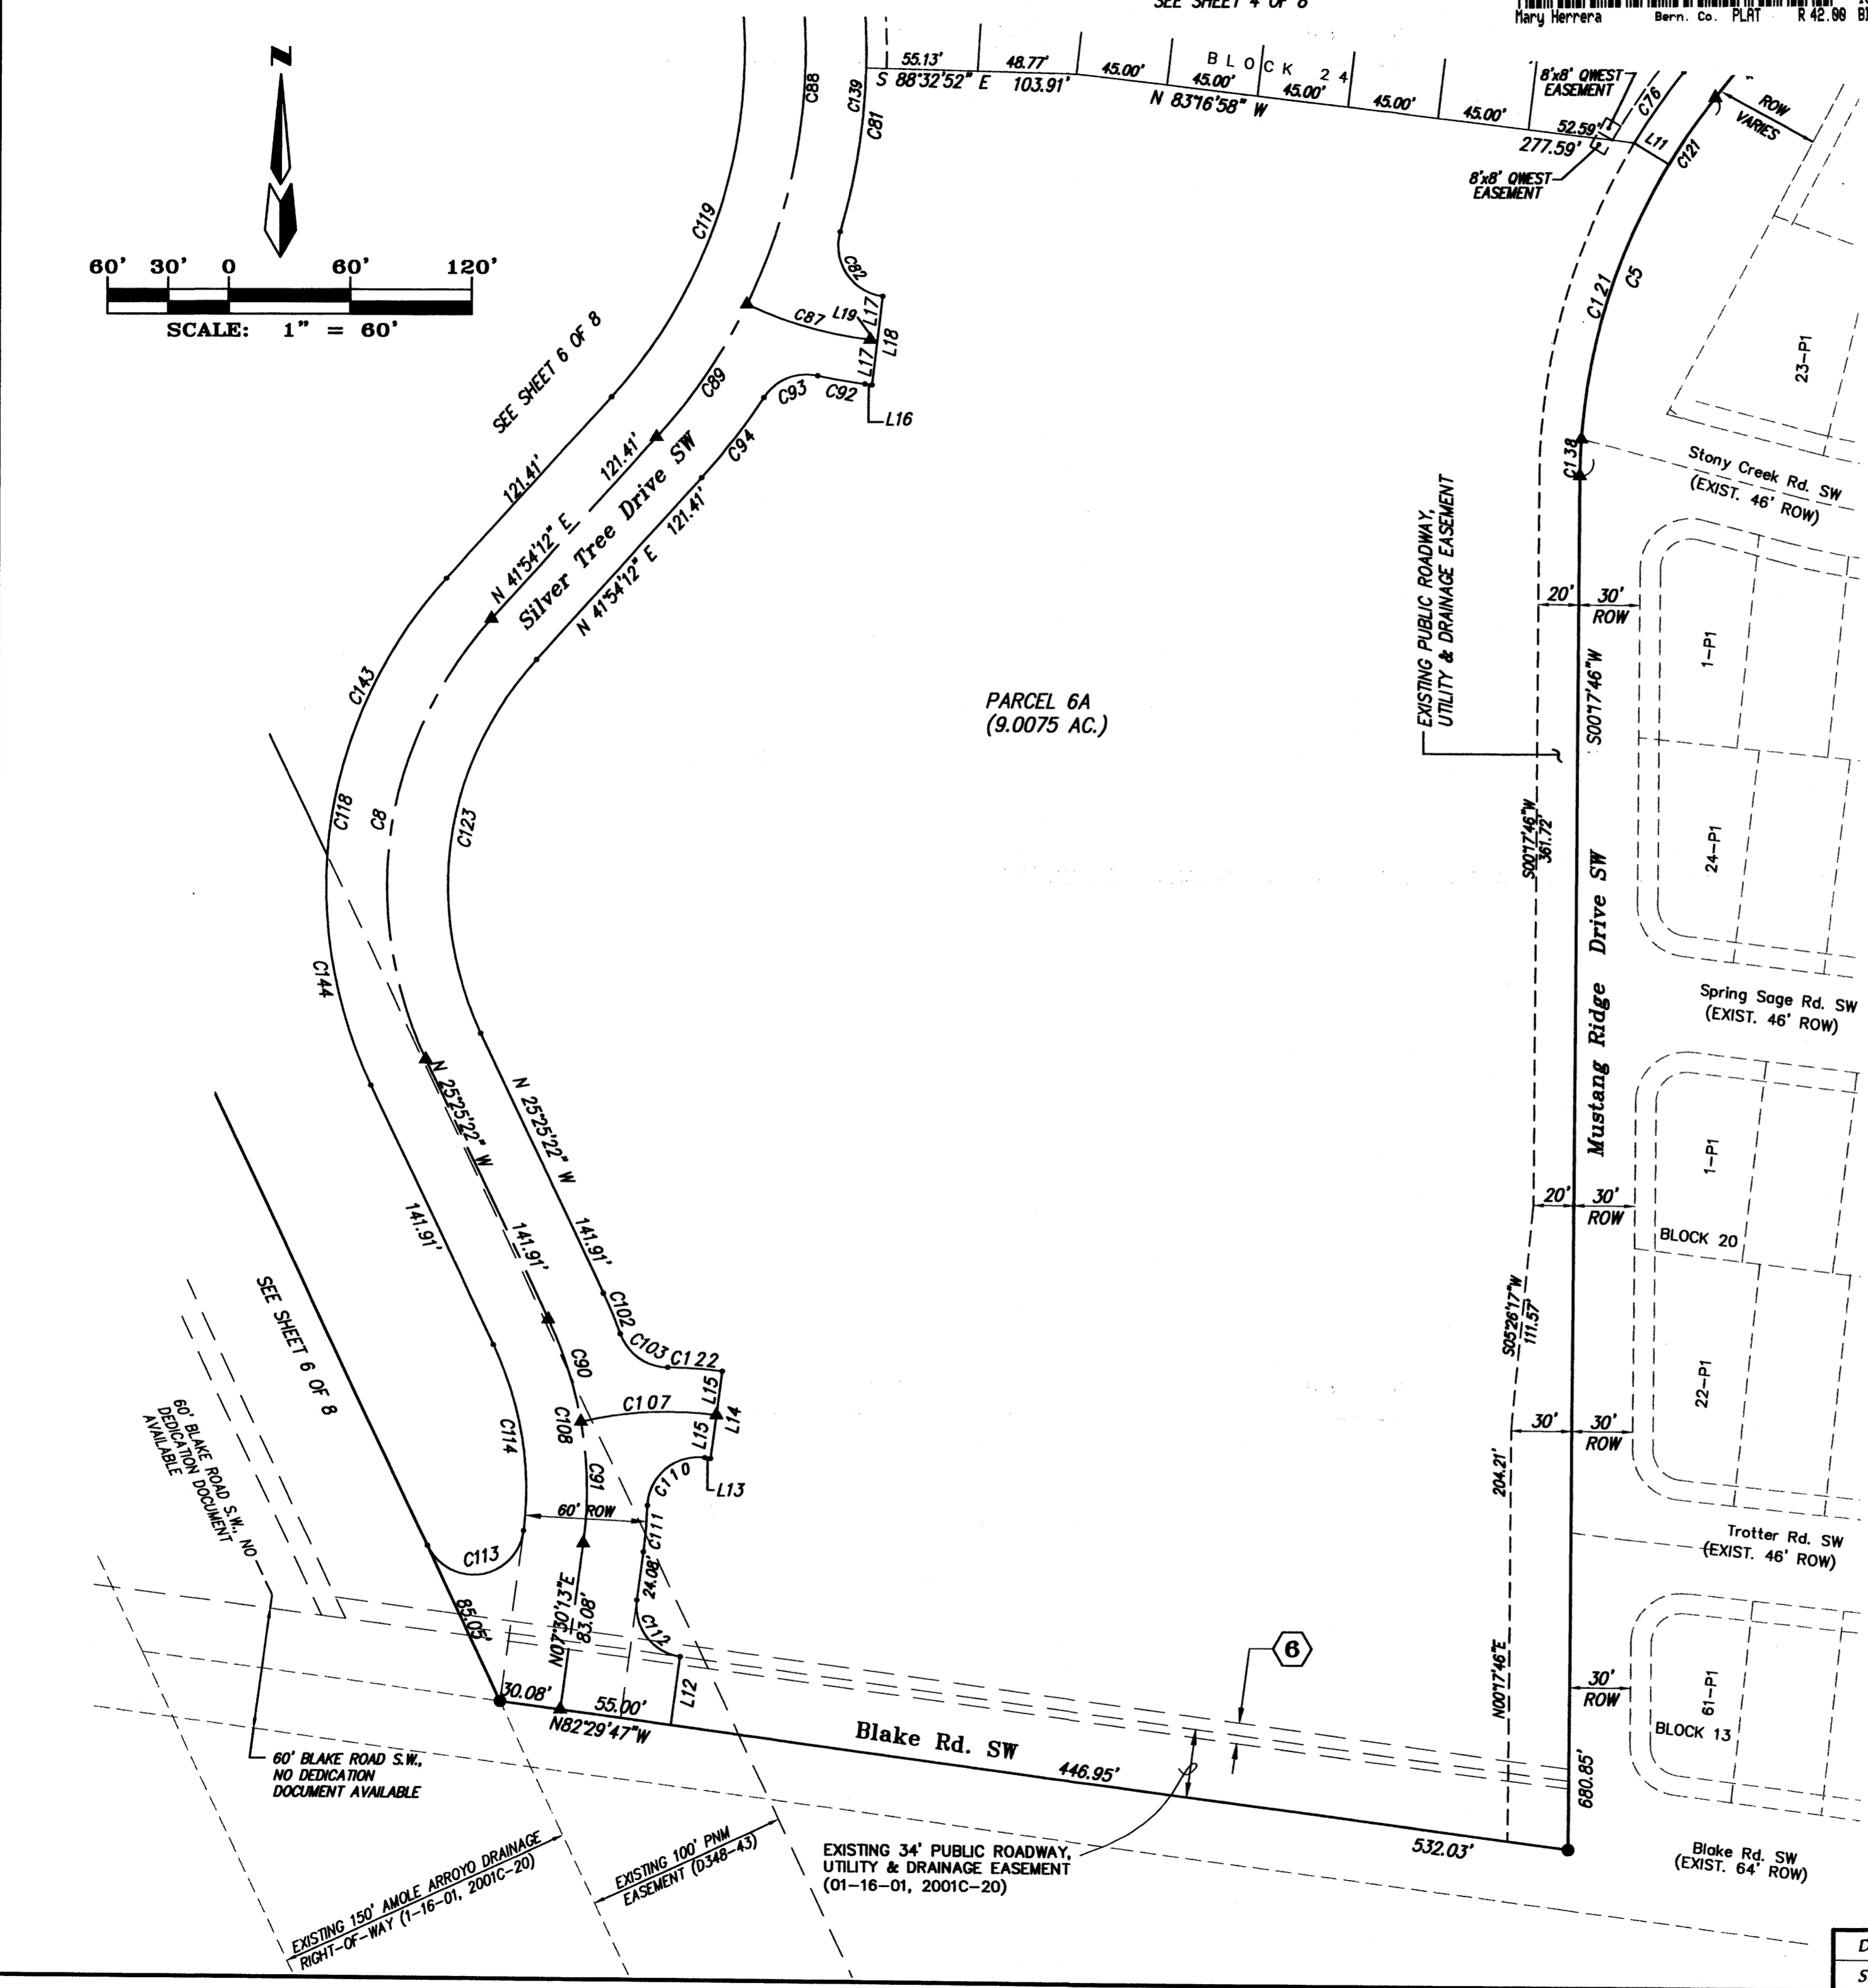 SEE SHEET 4 OF 8
Mary Herrera Bern. Co. PLAT R 42.00
Z
60' 30' 0 60' 120'
SCALE: 1" = 60'
C88
C139
C81
55.13'
48.77'
45.00'
BLOCK 24
45.00'
45.00'
45.00'
45.00'
52.59'
S 88°32'52" E 103.91'
N 83°16'58" W
277.59'
8'x8' QWEST
EASEMENT
8'x8' QWEST
EASEMENT
C76
L11
C121
ROW
VARIES
C119
C82
C87
L19
L17
L18
L17
C93
C92
L16
C89
C94
C121
C5
23-P1
SEE SHEET 6 OF 8
121.41'
121.41'
N 41°54'12" E
Silver Tree Drive SW
N 41°54'12" E 121.41'
C138
Stony Creek Rd. SW
(EXIST. 46' ROW)
EXISTING PUBLIC ROADWAY,
UTILITY & DRAINAGE EASEMENT
20'
30'
ROW
1-P1
S00°17'46"W
PARCEL 6A
(9.0075 AC.)
C143
C118
C8
C123
C144
S00°17'46"W
361.72'
Mustang Ridge Drive SW
24-P1
Spring Sage Rd. SW
(EXIST. 46' ROW)
N 25°25'22" W
141.91'
N 25°25'22" W
141.91'
141.91'
20'
30'
ROW
1-P1
BLOCK 20
22-P1
S05°26'17"W
111.57'
C102
C103
C122
C90
L15
C107
L14
L15
C108
C114
C91
C110
L13
60' ROW
C111
C113
24.08'
30'
30'
ROW
204.21'
Trotter Rd. SW
(EXIST. 46' ROW)
SEE SHEET 6 OF 8
60' BLAKE ROAD S.W., NO
DEDICATION DOCUMENT
AVAILABLE
85.05'
N07°30'13"E
83.08'
C112
L12
6
N00°17'46"E
30'
ROW
61-P1
BLOCK 13
30.08'
55.00'
N82°29'47"W
Blake Rd. SW
446.95'
680.85'
532.03'
60' BLAKE ROAD S.W.,
NO DEDICATION
DOCUMENT AVAILABLE
EXISTING 150' AMOLE ARROYO DRAINAGE
RIGHT-OF-WAY (1-16-01, 2001C-20)
EXISTING 100' PNM
EASEMENT (D348-43)
EXISTING 34' PUBLIC ROADWAY,
UTILITY & DRAINAGE EASEMENT
(01-16-01, 2001C-20)
Blake Rd. SW
(EXIST. 64' ROW)